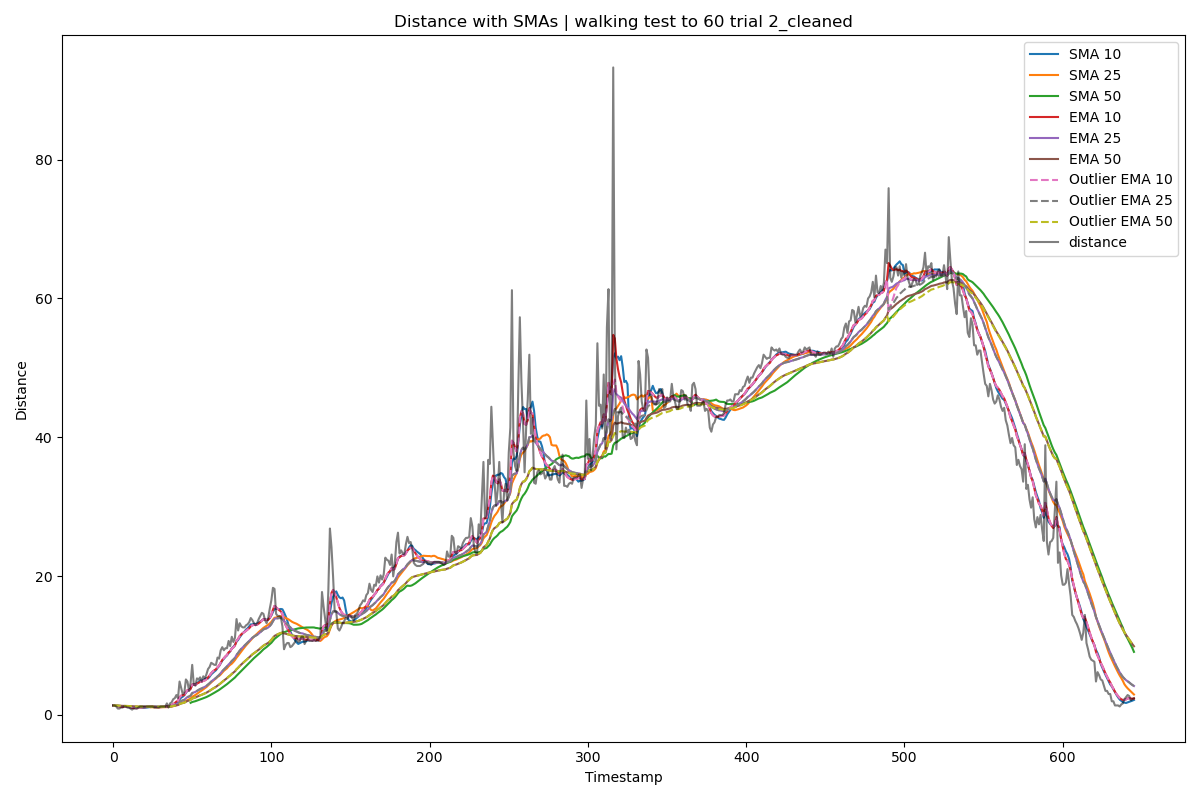 Distance with SMAs | walking test to 60 trial 2_cleaned
SMA 10
SMA 25
SMA 50
EMA 10
EMA 25
EMA 50
Outlier EMA 10
Outlier EMA 25
Outlier EMA 50
distance
Distance
80
60
40
20
0
0 100 200 300 400 500 600
Timestamp